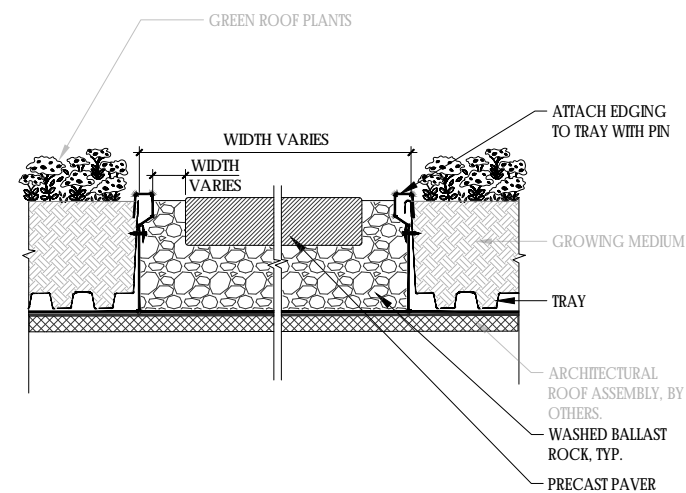 GREEN ROOF PLANTS
ATTACH EDGING
TO TRAY WITH PIN
WIDTH VARIES
WIDTH
VARIES
GROWING MEDIUM
TRAY
ARCHITECTURAL
ROOF ASSEMBLY, BY
OTHERS.
WASHED BALLAST
ROCK, TYP.
PRECAST PAVER